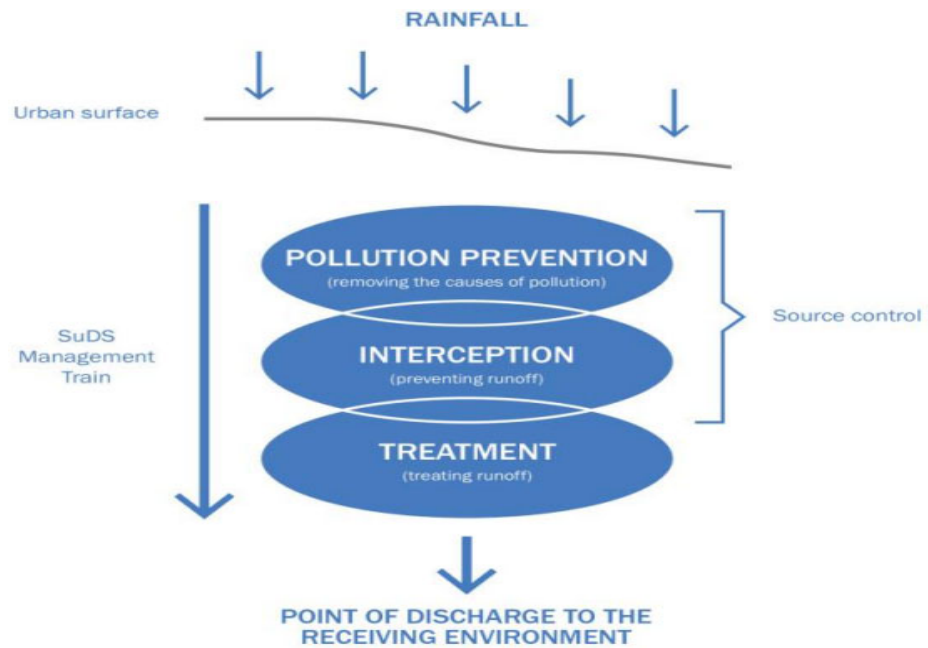 RAINFALL
Urban surface
POLLUTION PREVENTION
(removing the causes of pollution)
Source control
SuDS
Management
Train
INTERCEPTION
(preventing runoff)
TREATMENT
(treating runoff)
POINT OF DISCHARGE TO THE
RECEIVING ENVIRONMENT